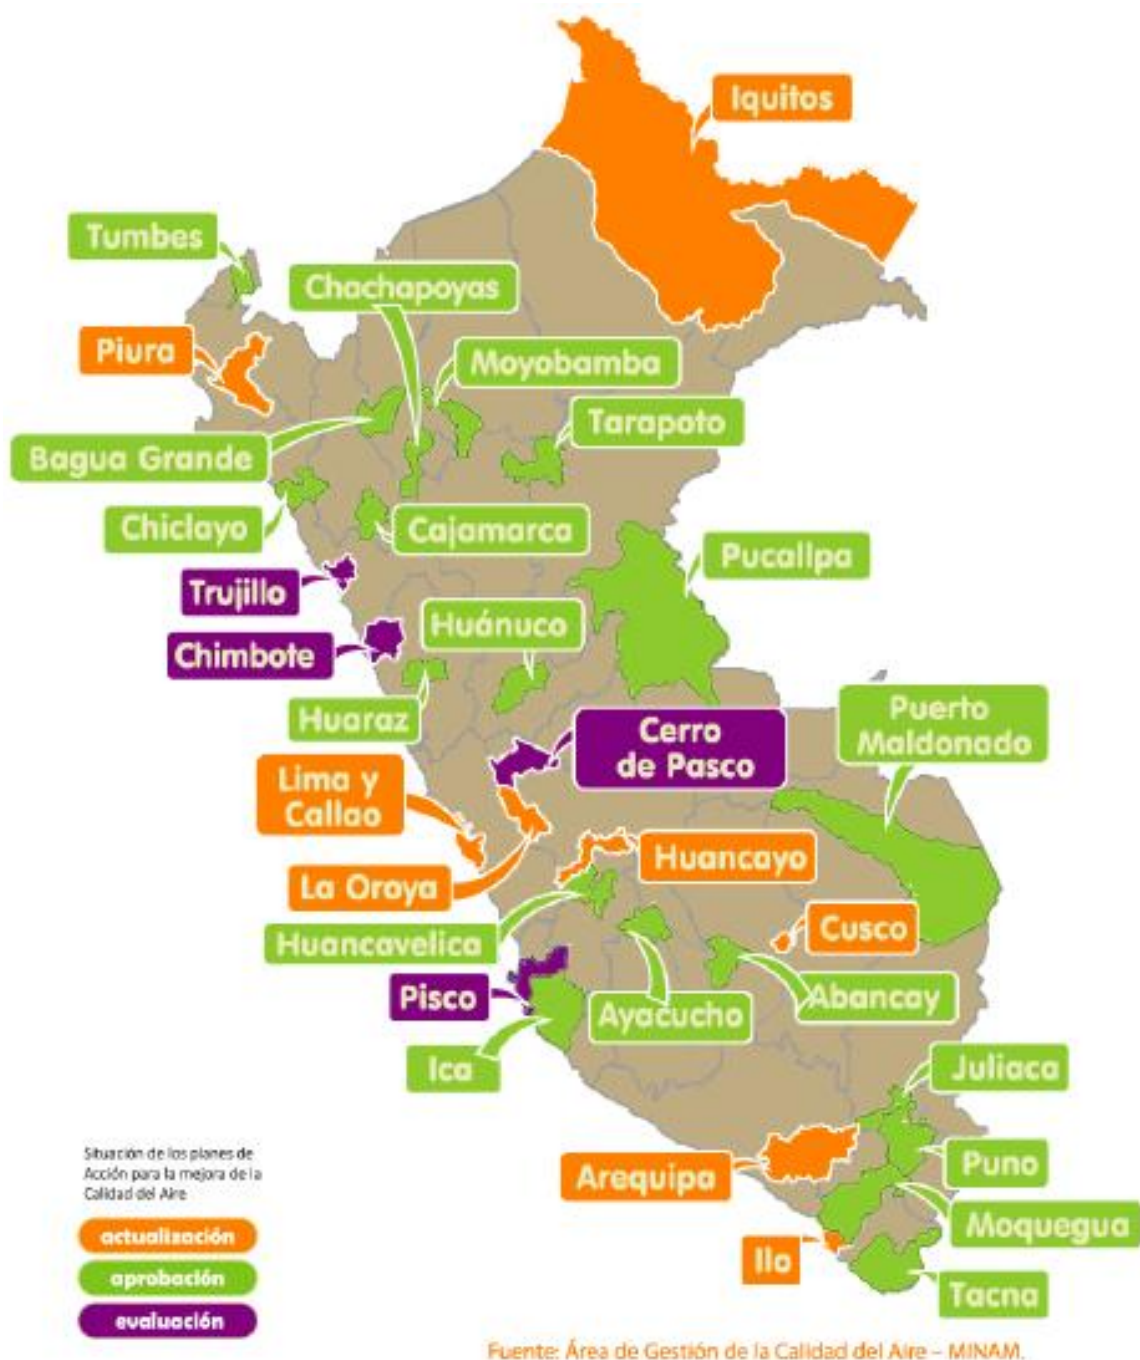 Iquitos
Tumbes
Chachapoyas
Piura
Moyobamba
Tarapoto
Bagua Grande
Chiclayo
Cajamarca
Pucallpa
Trujillo
Huánuco
Chimbote
Huaraz
Puerto
Maldonado
Cerro
de Pasco
Lima y
Callao
Huancayo
La Oroya
Cusco
Huancavelica
Pisco
Ayacucho
Abancay
Ica
Juliaca
Arequipa
Puno
Moquegua
Ilo
Tacna
Situación de los planes de
Acción para la mejora de la
Calidad del Aire
actualización
aprobación
evaluación
Fuente: Área de Gestión de la Calidad del Aire – MINAM.